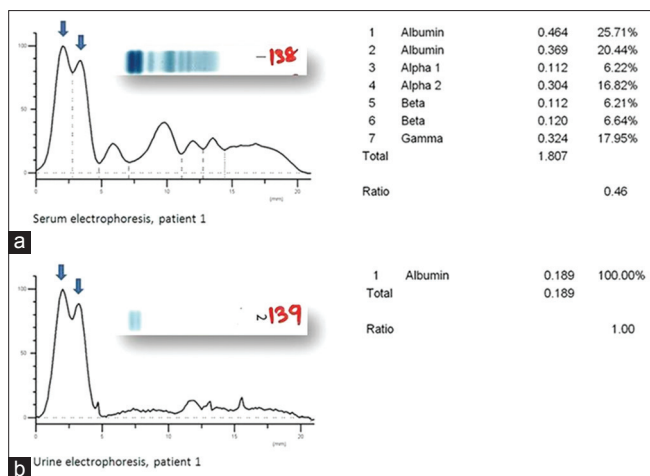 a
100
50
0
0 5 10 15 20
[mm]
138
Serum electrophoresis, patient 1
1 Albumin 0.464 25.71%
2 Albumin 0.369 20.44%
3 Alpha 1 0.112 6.22%
4 Alpha 2 0.304 16.82%
5 Beta 0.112 6.21%
6 Beta 0.120 6.64%
7 Gamma 0.324 17.95%
Total 1.807
Ratio 0.46
b
100
50
0
0 5 10 15 20
[mm]
2 139
Urine electrophoresis, patient 1
1 Albumin 0.189 100.00%
Total 0.189
Ratio 1.00